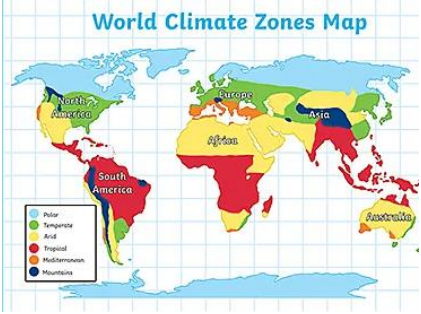 World Climate Zones Map
North
America
Europe
Asia
Africa
South
America
Australia
Polar
Temperate
Arid
Tropical
Mediterranean
Mountains